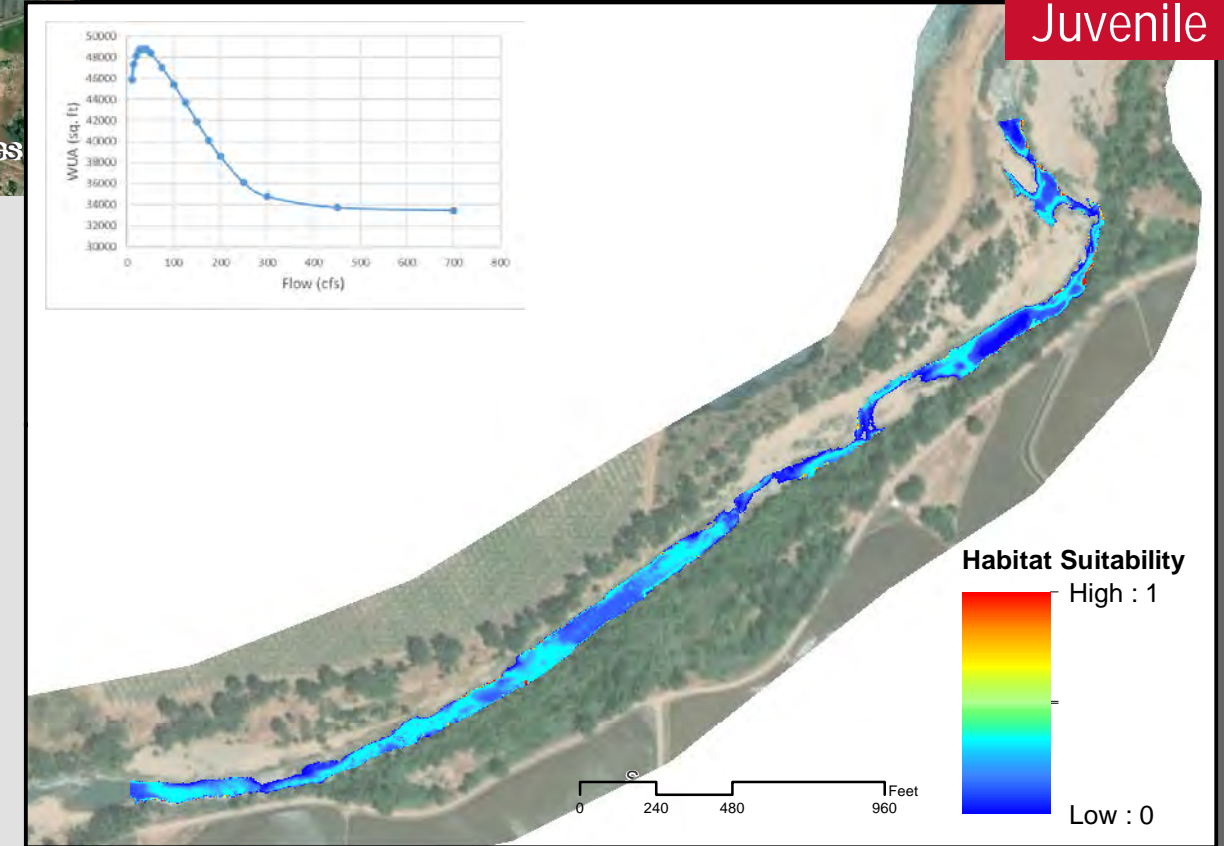 Juvenile
GS
50000
48000
46000
44000
42000
40000
38000
36000
34000
32000
30000
WUA (sq. ft)
0 100 200 300 400 500 600 700 800
Flow (cfs)
Habitat Suitability
High : 1
=
Low : 0
S
Feet
0 240 480 960